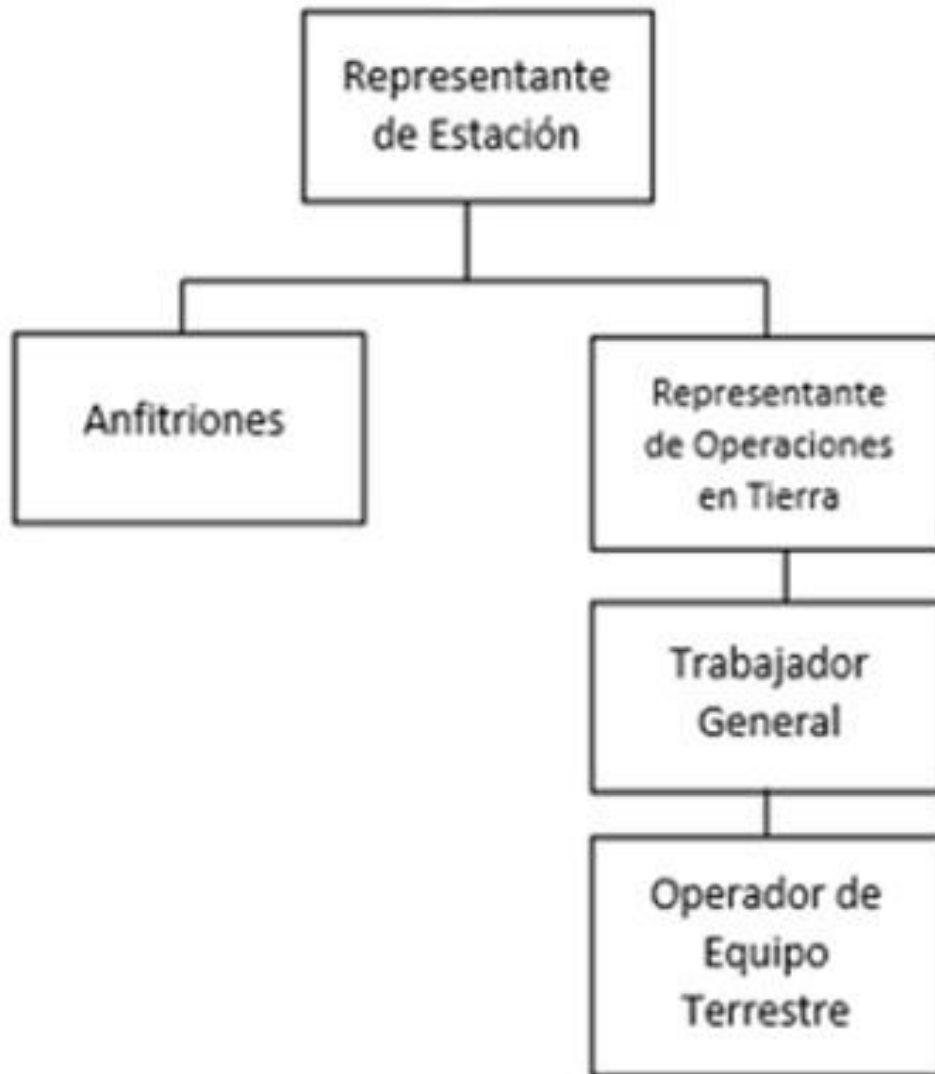 Representante
de Estación
Anfitriones
Representante
de Operaciones
en Tierra
Trabajador
General
Operador de
Equipo
Terrestre